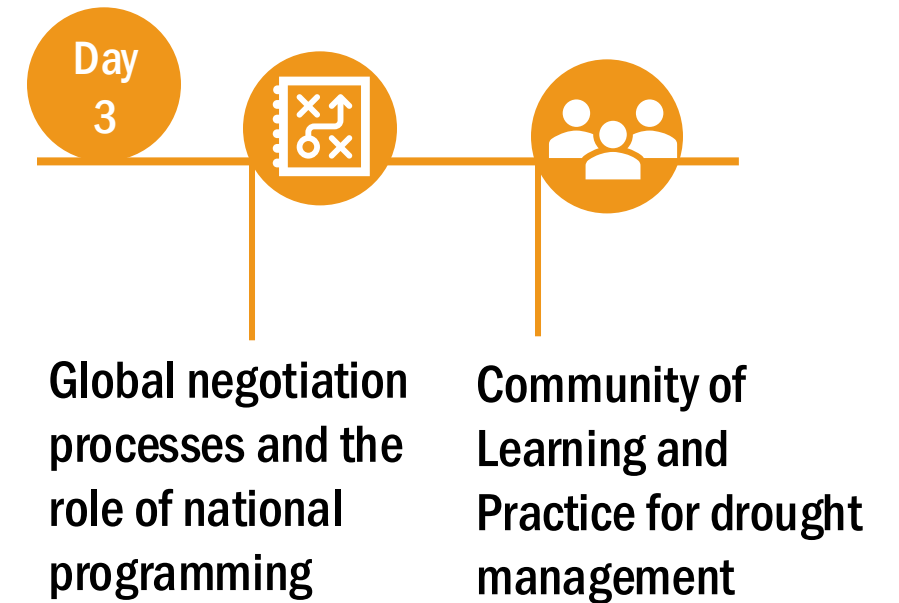 Day
3
Global negotiation
processes and the
role of national
programming
Community of
Learning and
Practice for drought
management